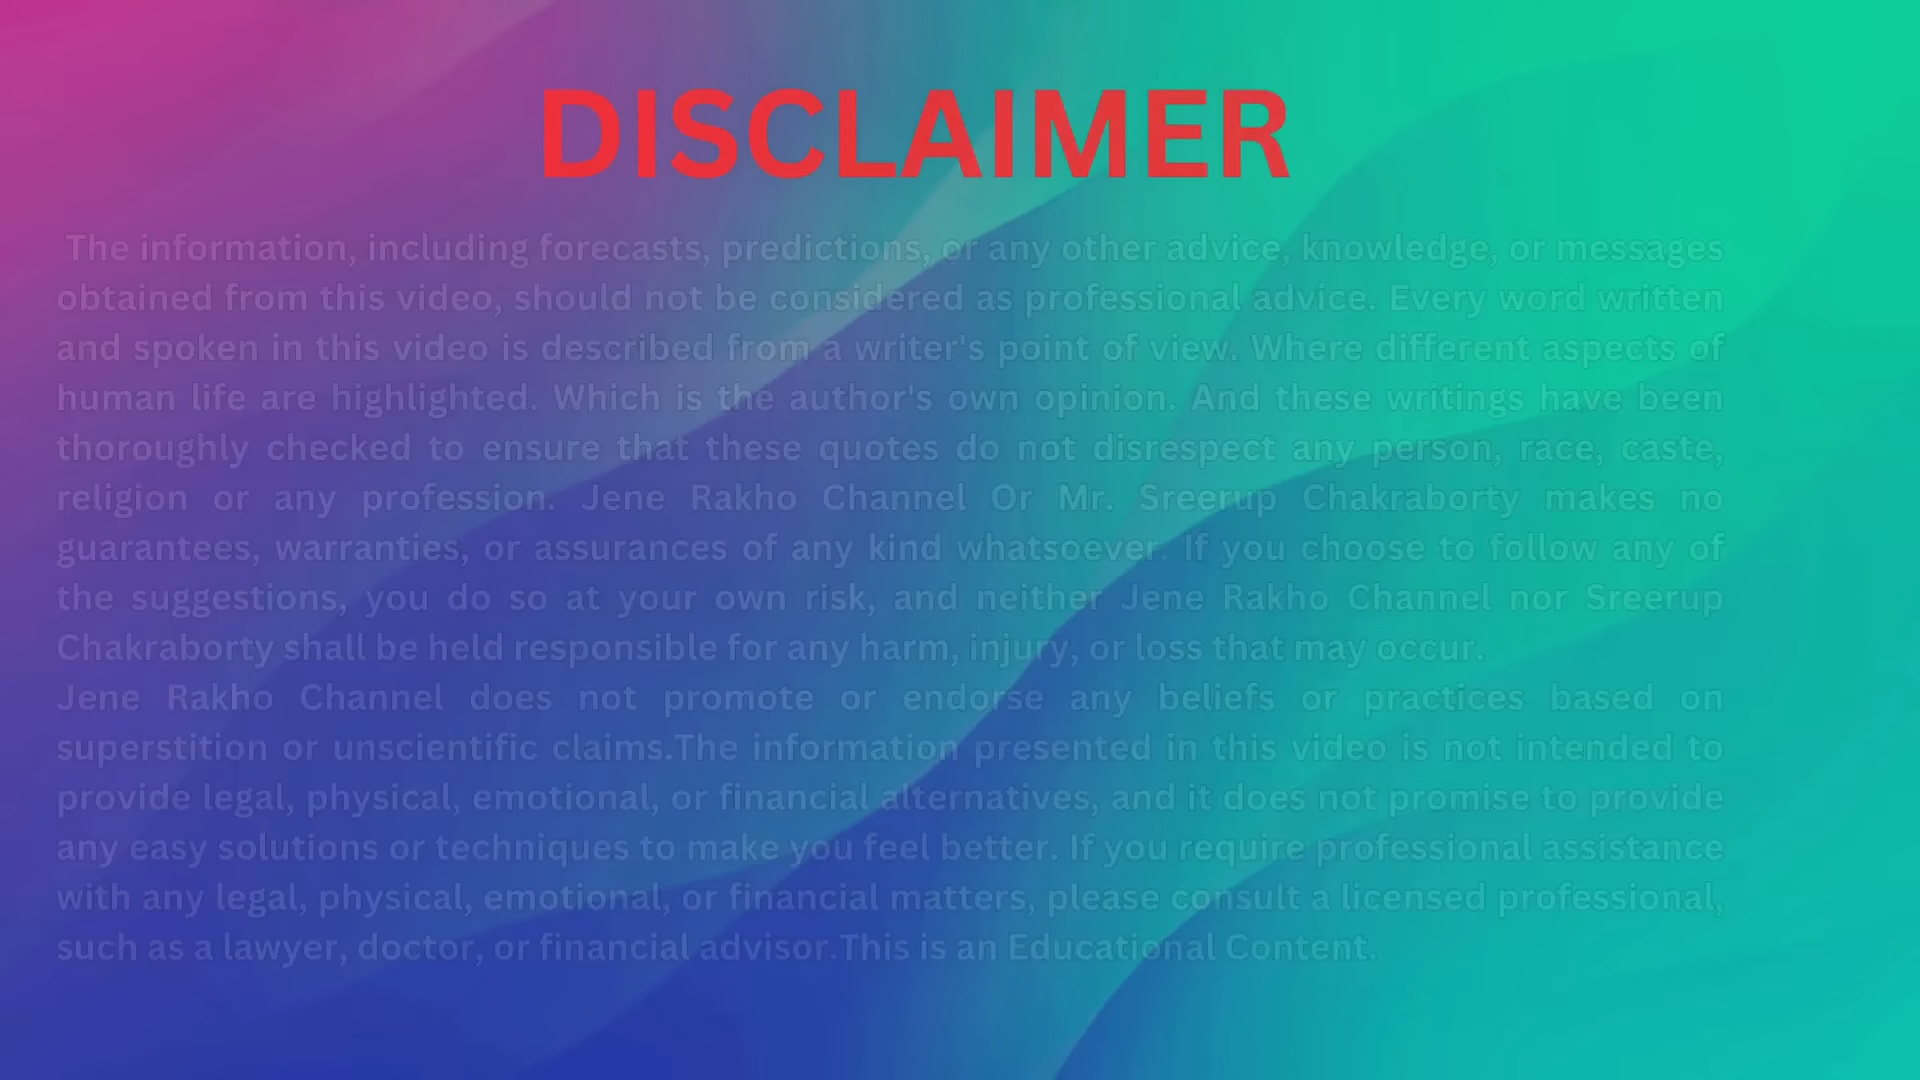 DISCLAIMER
The information, including forecasts, predictions, or any other advice, knowledge, or messages
obtained from this video, should not be considered as professional advice. Every word written
and spoken in this video is described from a writer's point of view. Where different aspects of
human life are highlighted. Which is the author's own opinion. And these writings have been
thoroughly checked to ensure that these quotes do not disrespect any person, race, caste,
religion or any profession. Jene Rakho Channel Or Mr. Sreerup Chakraborty makes no
guarantees, warranties, or assurances of any kind whatsoever. If you choose to follow any of
the suggestions, you do so at your own risk, and neither Jene Rakho Channel nor Sreerup
Chakraborty shall be held responsible for any harm, injury, or loss that may occur.
Jene Rakho Channel does not promote or endorse any beliefs or practices based on
superstition or unscientific claims.The information presented in this video is not intended to
provide legal, physical, emotional, or financial alternatives, and it does not promise to provide
any easy solutions or techniques to make you feel better. If you require professional assistance
with any legal, physical, emotional, or financial matters, please consult a licensed professional,
such as a lawyer, doctor, or financial advisor.This is an Educational Content.